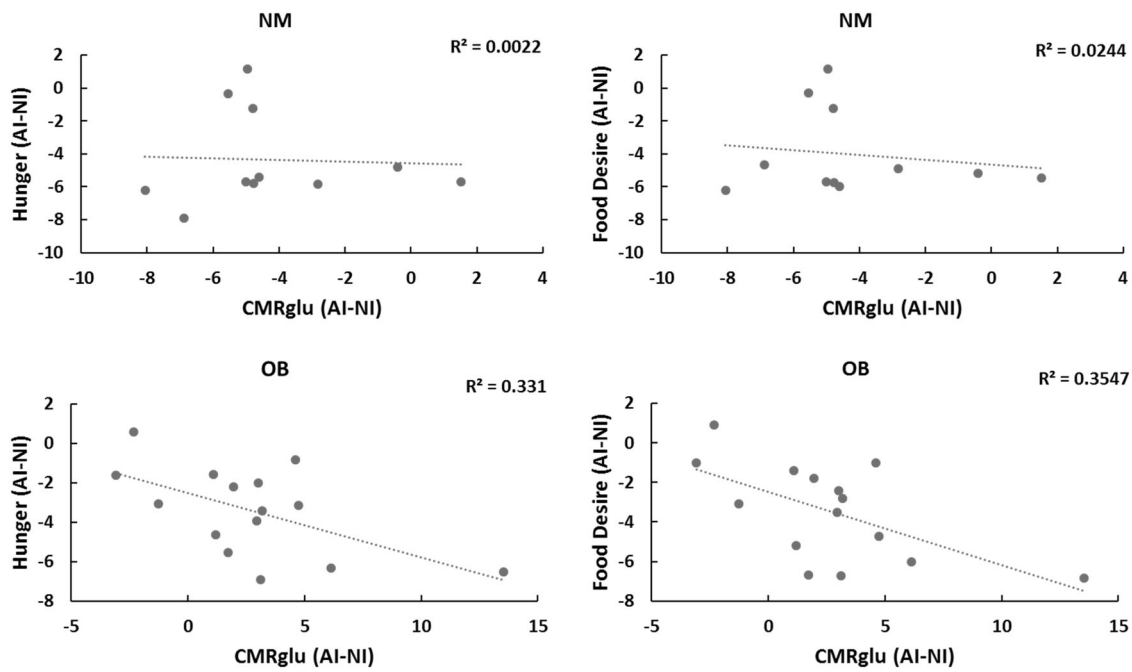 NM
R² = 0.0022
Hunger (AI-NI)
2
0
-2
-4
-6
-8
-10
-10 -8 -6 -4 -2 0 2 4
CMRglu (AI-NI)
NM
R² = 0.0244
Food Desire (AI-NI)
2
0
-2
-4
-6
-8
-10
-10 -8 -6 -4 -2 0 2 4
CMRglu (AI-NI)
OB
R² = 0.331
Hunger (AI-NI)
2
0
-2
-4
-6
-8
-5 0 5 10 15
CMRglu (AI-NI)
OB
R² = 0.3547
Food Desire (AI-NI)
2
0
-2
-4
-6
-8
-5 0 5 10 15
CMRglu (AI-NI)